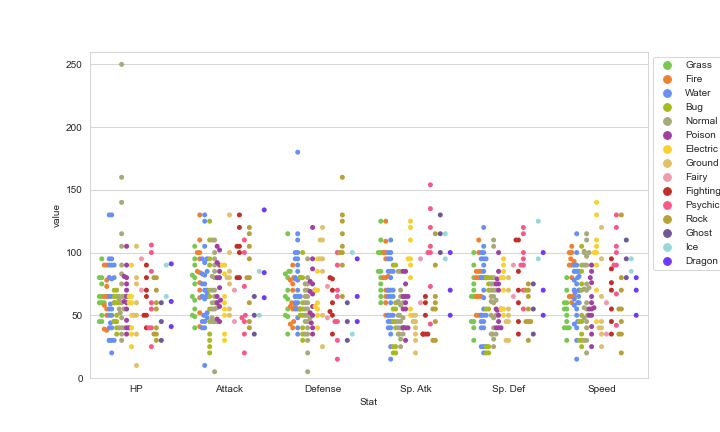 250
200
150
100
50
0
value
HP Attack Defense Sp. Atk Sp. Def Speed
Stat
Grass
Fire
Water
Bug
Normal
Poison
Electric
Ground
Fairy
Fighting
Psychic
Rock
Ghost
Ice
Dragon